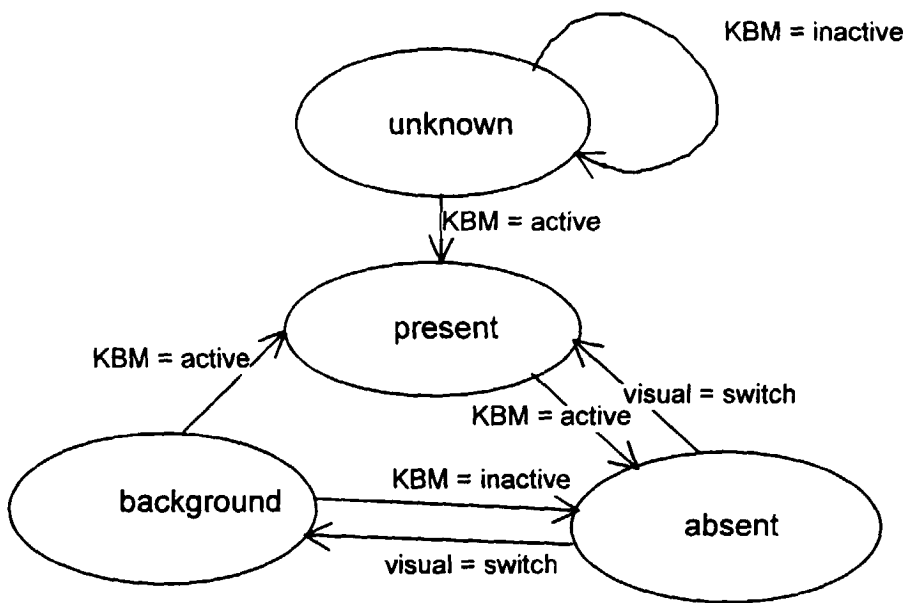 KBM = inactive
unknown
KBM = active
present
KBM = active
visual = switch
KBM = active
KBM = inactive
background
absent
visual = switch